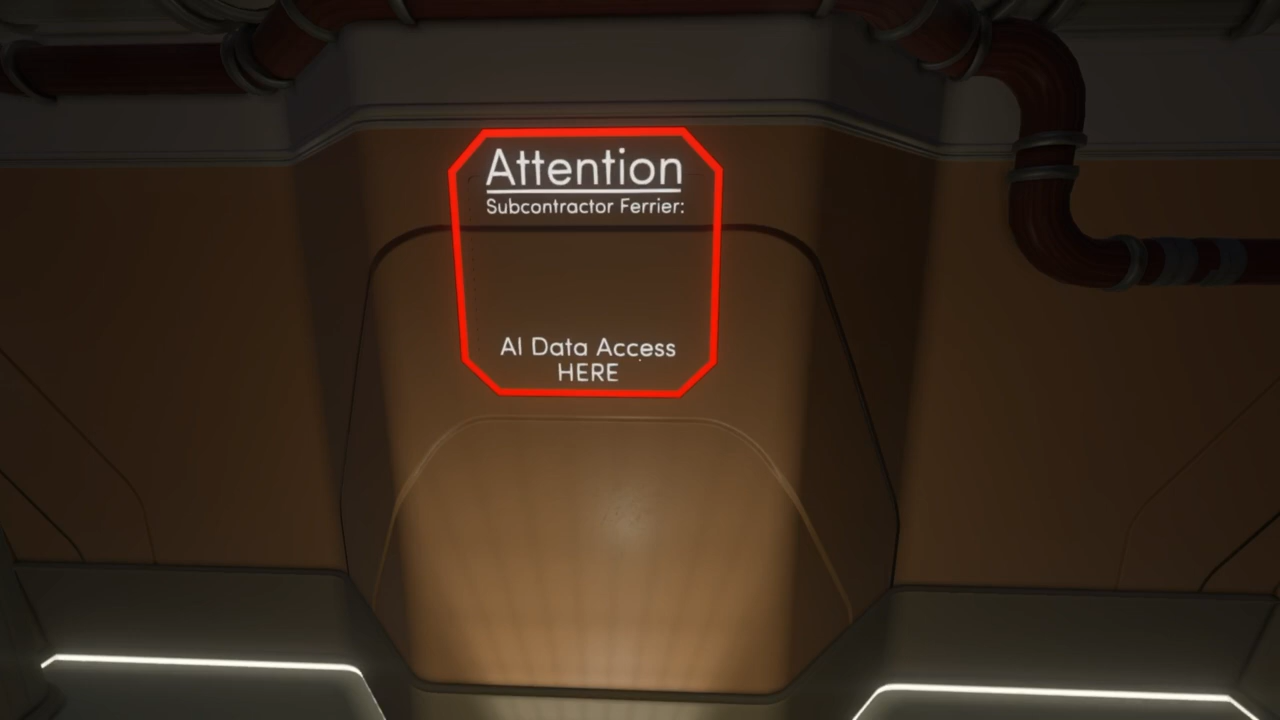 Attention
Subcontractor Ferrier:
AI Data Access
HERE